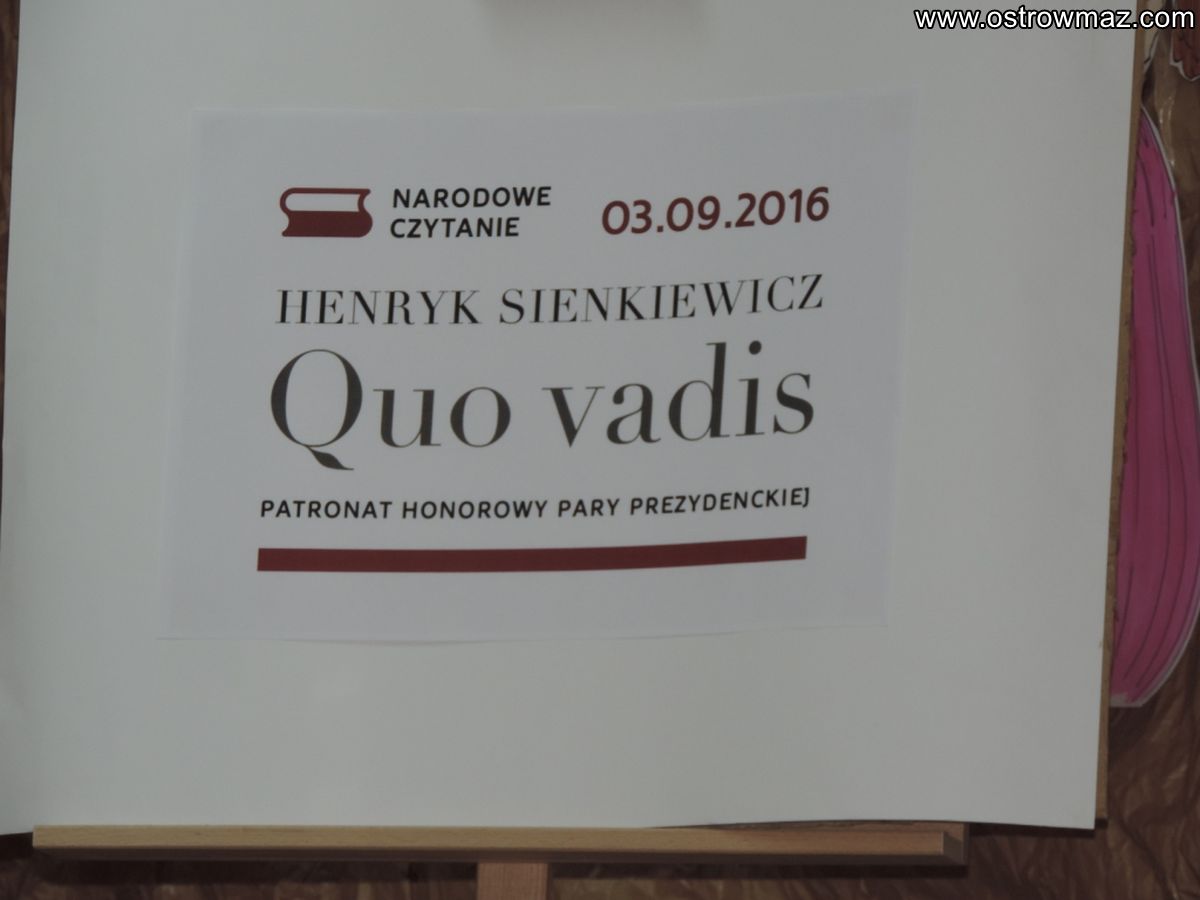 www.ostrowmaz.com
NARODOWE
CZYTANIE
03.09.2016
HENRYK SIENKIEWICZ
Quo vadis
PATRONAT HONOROWY PARY PREZYDENCKIEJ